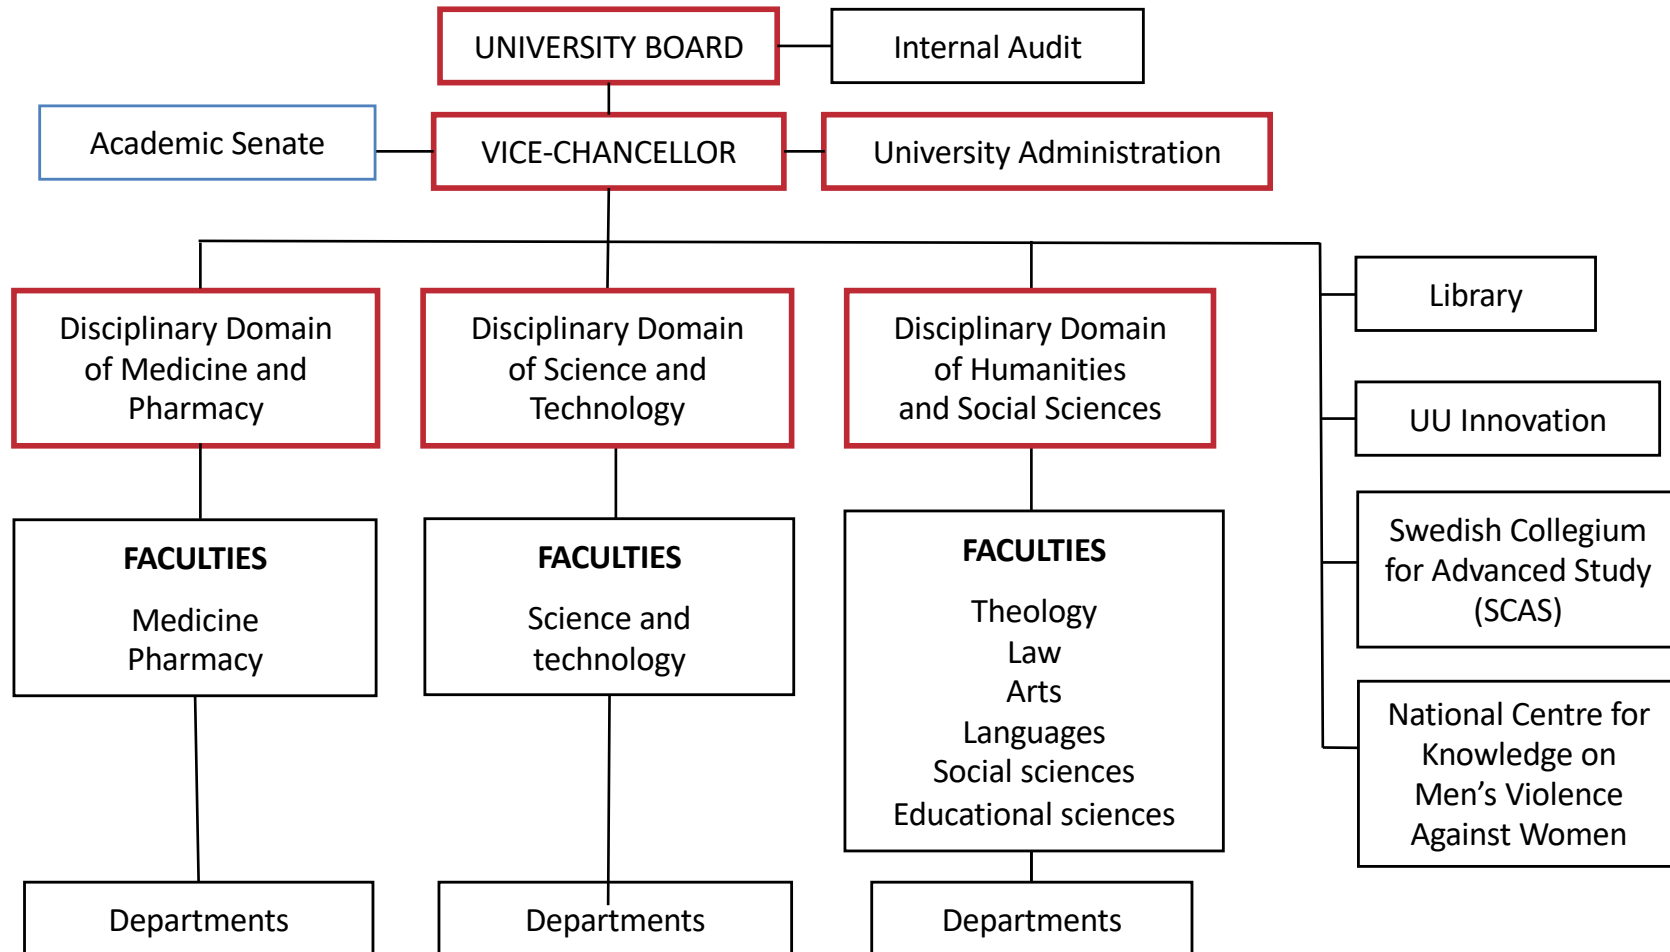 UNIVERSITY BOARD
Internal Audit
Academic Senate
VICE-CHANCELLOR
University Administration
Disciplinary Domain
of Medicine and
Pharmacy
Disciplinary Domain
of Science and
Technology
Disciplinary Domain
of Humanities
and Social Sciences
Library
UU Innovation
Swedish Collegium
for Advanced Study
(SCAS)
National Centre for
Knowledge on
Men’s Violence
Against Women
FACULTIES
Medicine
Pharmacy
FACULTIES
Science and
technology
FACULTIES
Theology
Law
Arts
Languages
Social sciences
Educational sciences
Departments
Departments
Departments